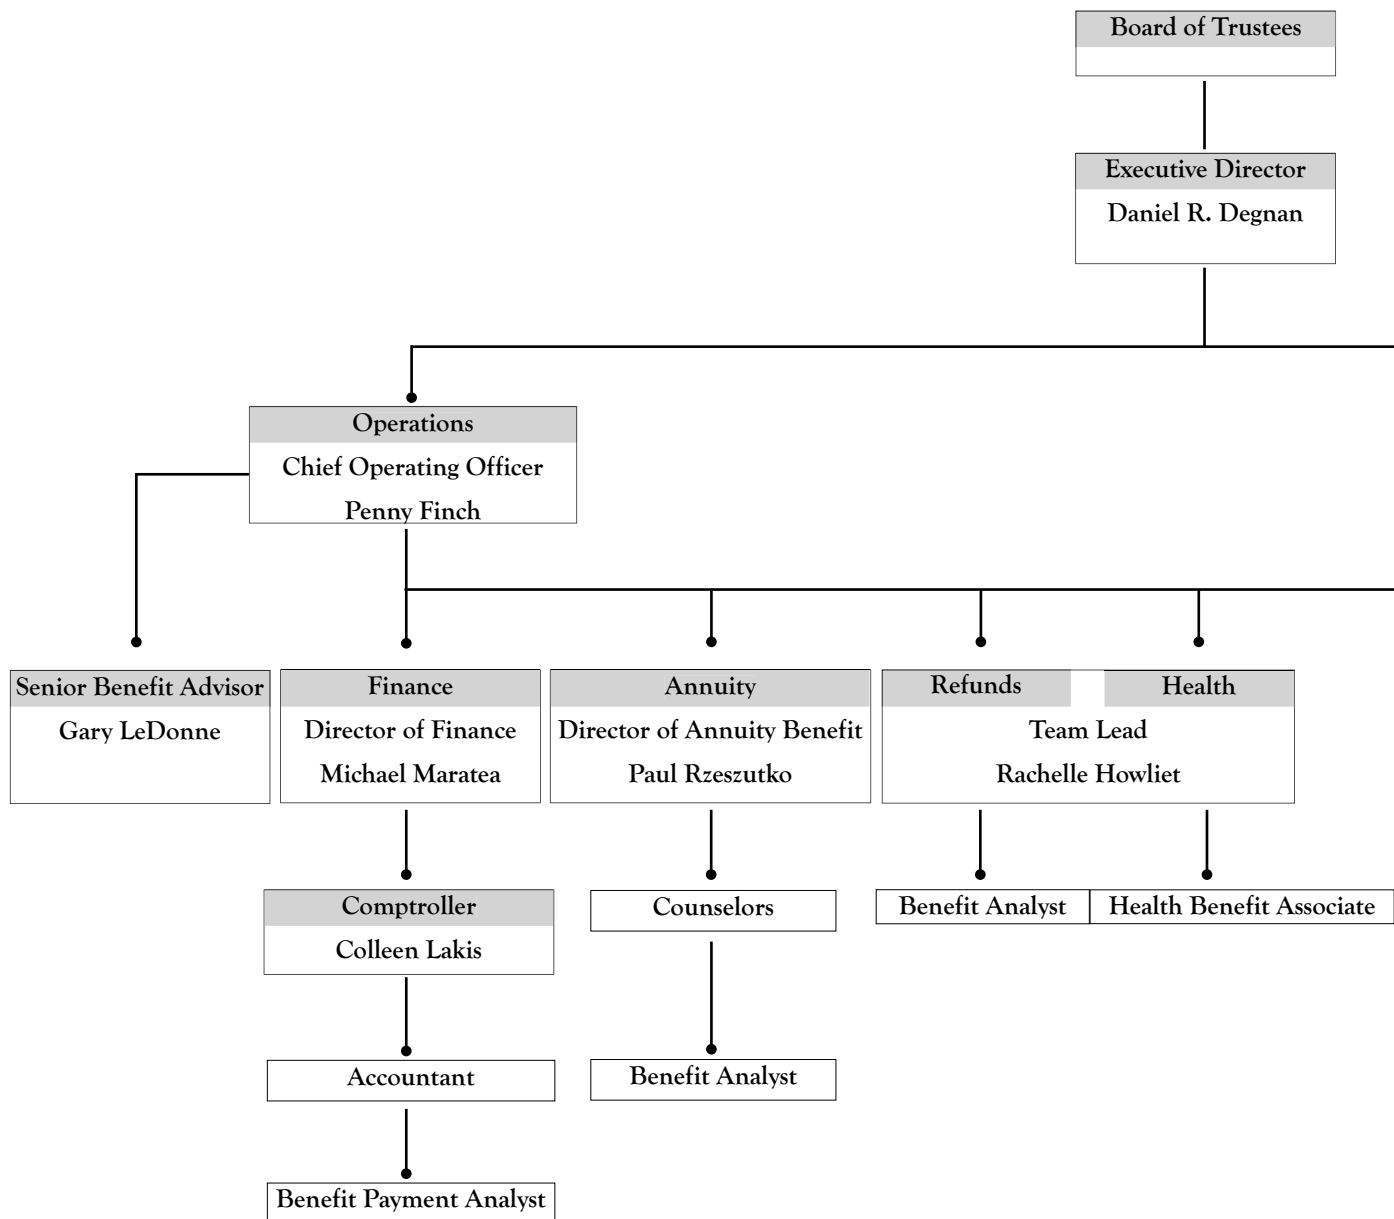 Board of Trustees
Executive Director
Daniel R. Degnan
Operations
Chief Operating Officer
Penny Finch
Senior Benefit Advisor
Gary LeDonne
Finance
Director of Finance
Michael Maratea
Annuity
Director of Annuity Benefit
Paul Rzeszutko
Refunds
Health
Team Lead
Rachelle Howliet
Comptroller
Colleen Lakis
Counselors
Benefit Analyst
Health Benefit Associate
Accountant
Benefit Analyst
Benefit Payment Analyst